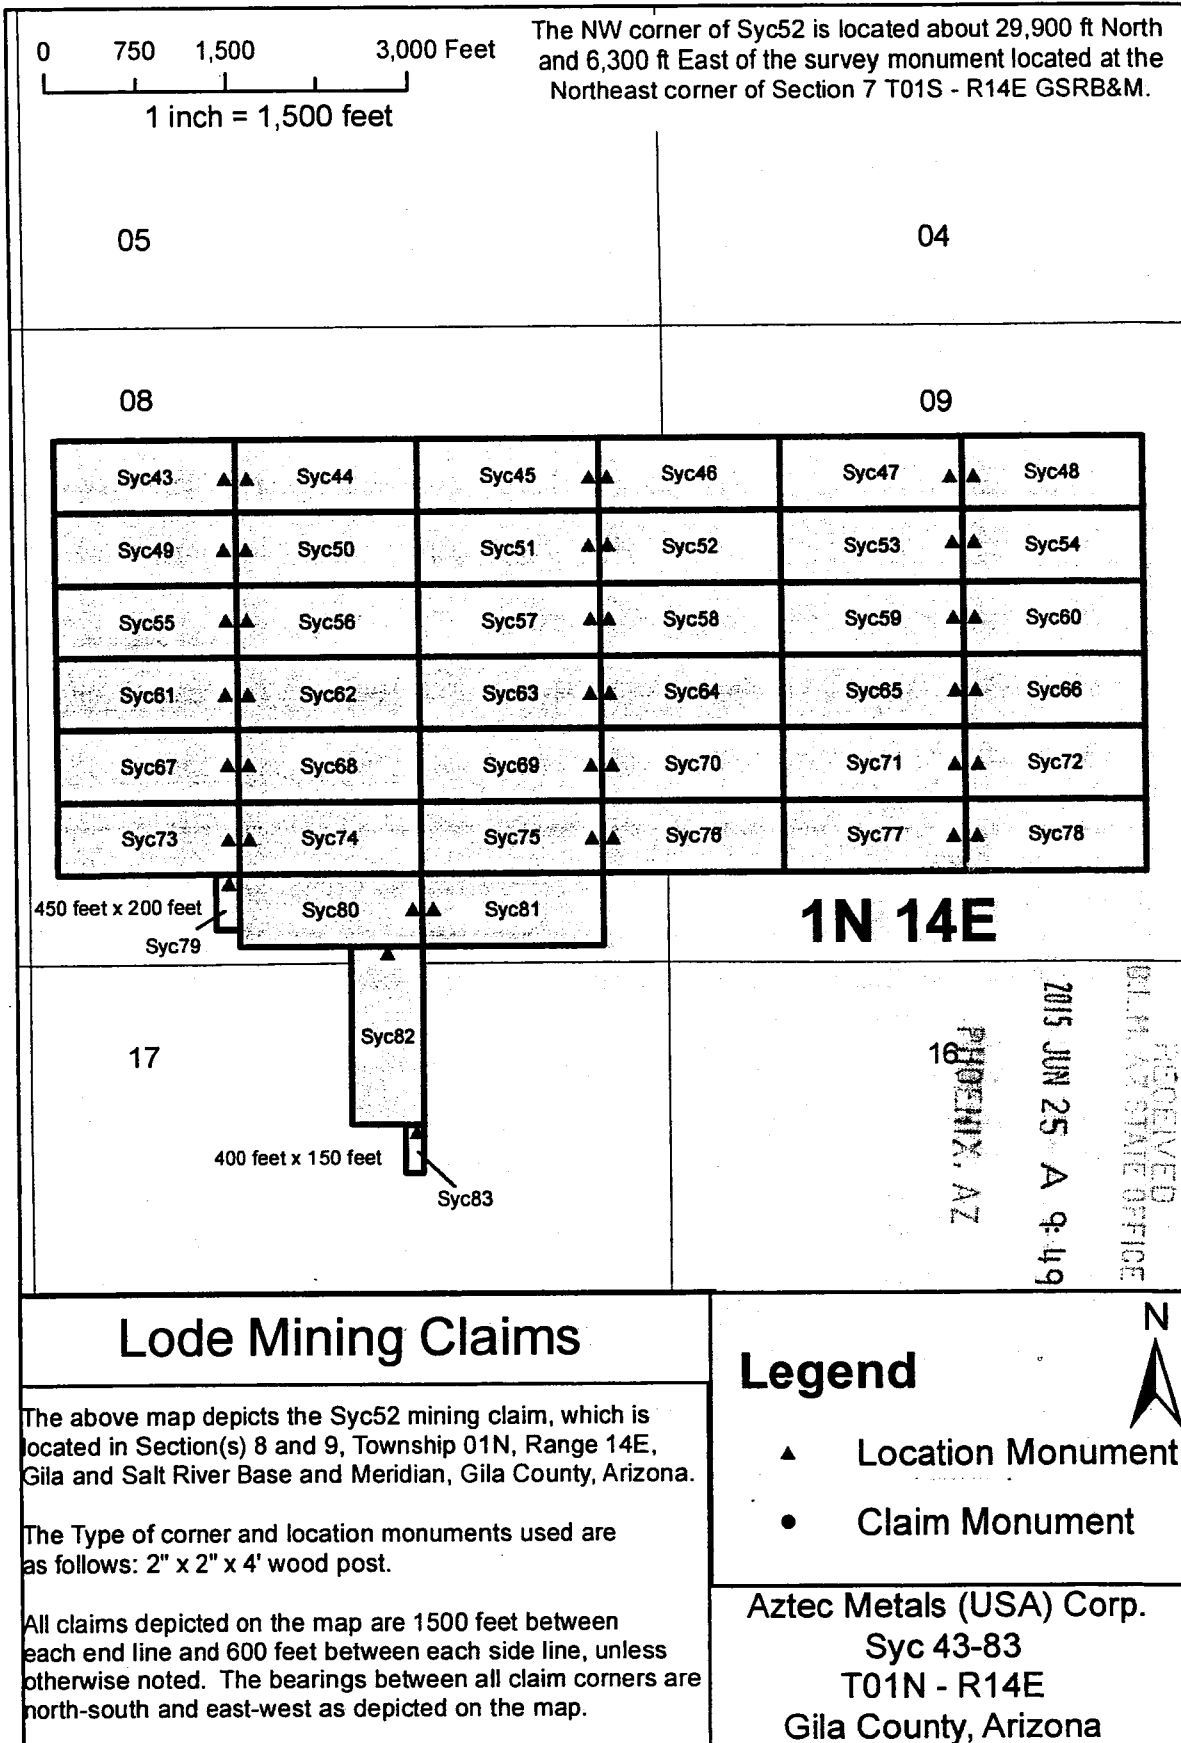 The NW corner of Syc52 is located about 29,900 ft North
and 6,300 ft East of the survey monument located at the
Northeast corner of Section 7 T01S - R14E GSRB&M.
0 750 1,500 3,000 Feet
1 inch = 1,500 feet
05 04
08 09
Syc43 Syc44 Syc45 Syc46 Syc47 Syc48
Syc49 Syc50 Syc51 Syc52 Syc53 Syc54
Syc55 Syc56 Syc57 Syc58 Syc59 Syc60
Syc61 Syc62 Syc63 Syc64 Syc65 Syc66
Syc67 Syc68 Syc69 Syc70 Syc71 Syc72
Syc73 Syc74 Syc75 Syc76 Syc77 Syc78
450 feet x 200 feet Syc80 Syc81
Syc79
1N 14E
Syc82
17 16
400 feet x 150 feet
Syc83
RECEIVED
B.L.M. AZ STATE OFFICE
2015 JUN 25 A 9:49
PHOENIX, AZ
Lode Mining Claims
The above map depicts the Syc52 mining claim, which is
located in Section(s) 8 and 9, Township 01N, Range 14E,
Gila and Salt River Base and Meridian, Gila County, Arizona.
The Type of corner and location monuments used are
as follows: 2" x 2" x 4' wood post.
All claims depicted on the map are 1500 feet between
each end line and 600 feet between each side line, unless
otherwise noted. The bearings between all claim corners are
north-south and east-west as depicted on the map.
N
Legend
Location Monument
Claim Monument
Aztec Metals (USA) Corp.
Syc 43-83
T01N - R14E
Gila County, Arizona